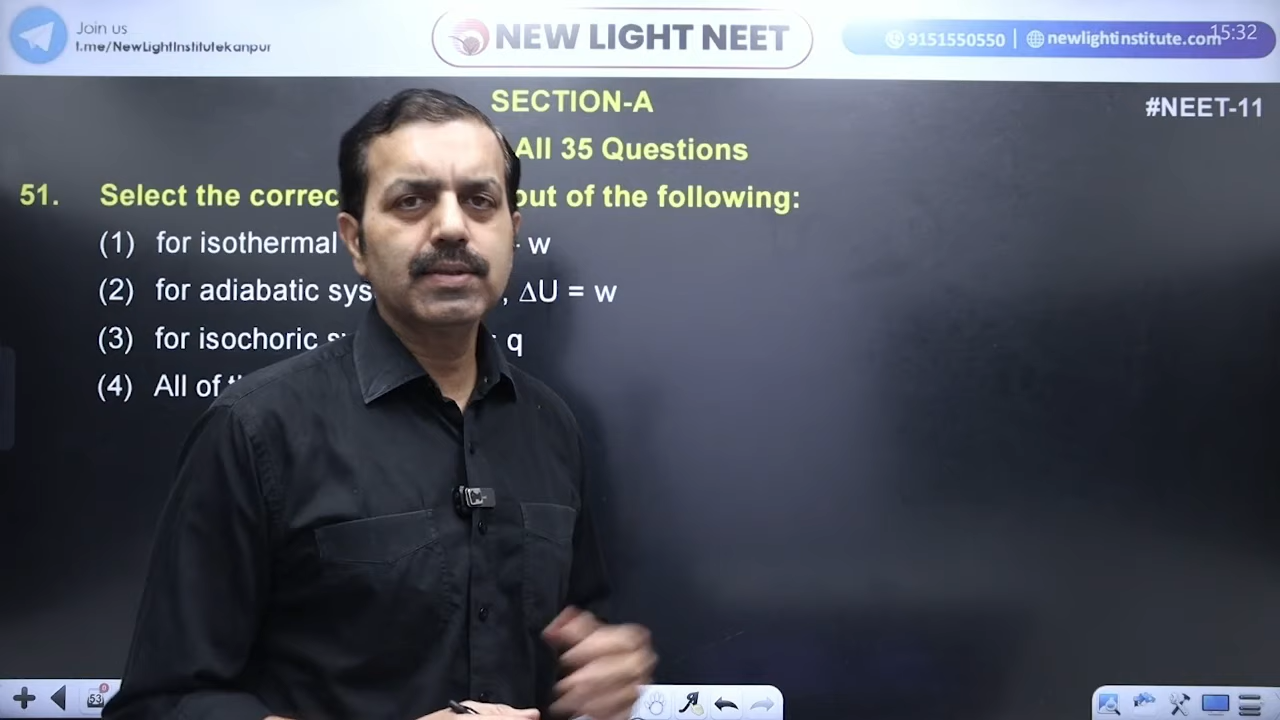 Join us
t.me/NewLightInstitutekanpur
NEW LIGHT NEET
9151550550 | newlightinstitute.com
15:32
SECTION-A
#NEET-11
All 35 Questions
51. Select the correc out of the following:
(1) for isothermal w
(2) for adiabatic sys , ΔU = w
(3) for isochoric s q
(4) All of t
53